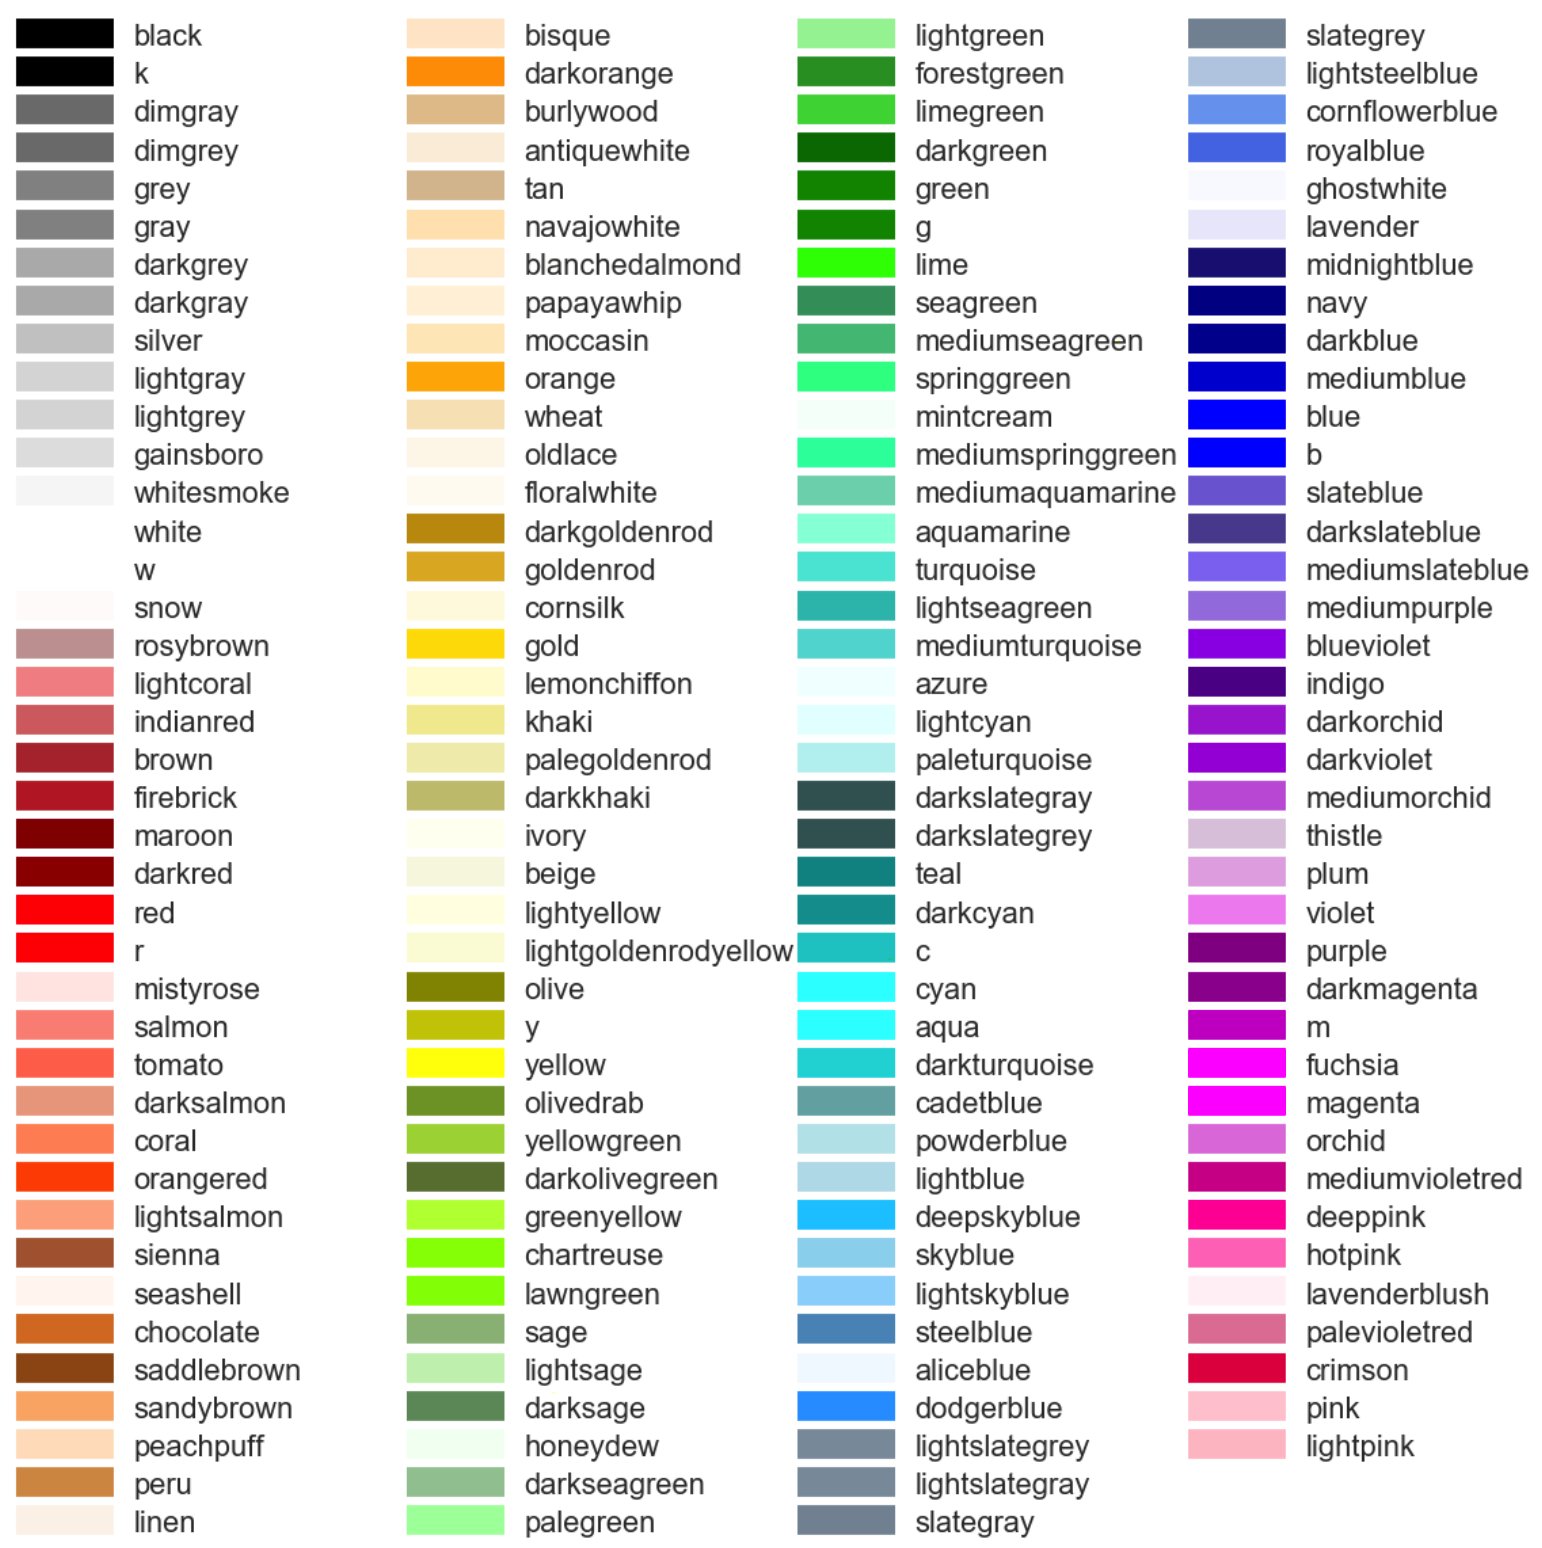 black
k
dimgray
dimgrey
grey
gray
darkgrey
darkgray
silver
lightgray
lightgrey
gainsboro
whitesmoke
white
w
snow
rosybrown
lightcoral
indianred
brown
firebrick
maroon
darkred
red
r
mistyrose
salmon
tomato
darksalmon
coral
orangered
lightsalmon
sienna
seashell
chocolate
saddlebrown
sandybrown
peachpuff
peru
linen
bisque
darkorange
burlywood
antiquewhite
tan
navajowhite
blanchedalmond
papayawhip
moccasin
orange
wheat
oldlace
floralwhite
darkgoldenrod
goldenrod
cornsilk
gold
lemonchiffon
khaki
palegoldenrod
darkkhaki
ivory
beige
lightyellow
lightgoldenrodyellow
olive
y
yellow
olivedrab
yellowgreen
darkolivegreen
greenyellow
chartreuse
lawngreen
sage
lightsage
darksage
honeydew
darkseagreen
palegreen
lightgreen
forestgreen
limegreen
darkgreen
green
g
lime
seagreen
mediumseagreen
springgreen
mintcream
mediumspringgreen
mediumaquamarine
aquamarine
turquoise
lightseagreen
mediumturquoise
azure
lightcyan
paleturquoise
darkslategray
darkslategrey
teal
darkcyan
c
cyan
aqua
darkturquoise
cadetblue
powderblue
lightblue
deepskyblue
skyblue
lightskyblue
steelblue
aliceblue
dodgerblue
lightslategrey
lightslategray
slategray
slategrey
lightsteelblue
cornflowerblue
royalblue
ghostwhite
lavender
midnightblue
navy
darkblue
mediumblue
blue
b
slateblue
darkslateblue
mediumslateblue
mediumpurple
blueviolet
indigo
darkorchid
darkviolet
mediumorchid
thistle
plum
violet
purple
darkmagenta
m
fuchsia
magenta
orchid
mediumvioletred
deeppink
hotpink
lavenderblush
palevioletred
crimson
pink
lightpink